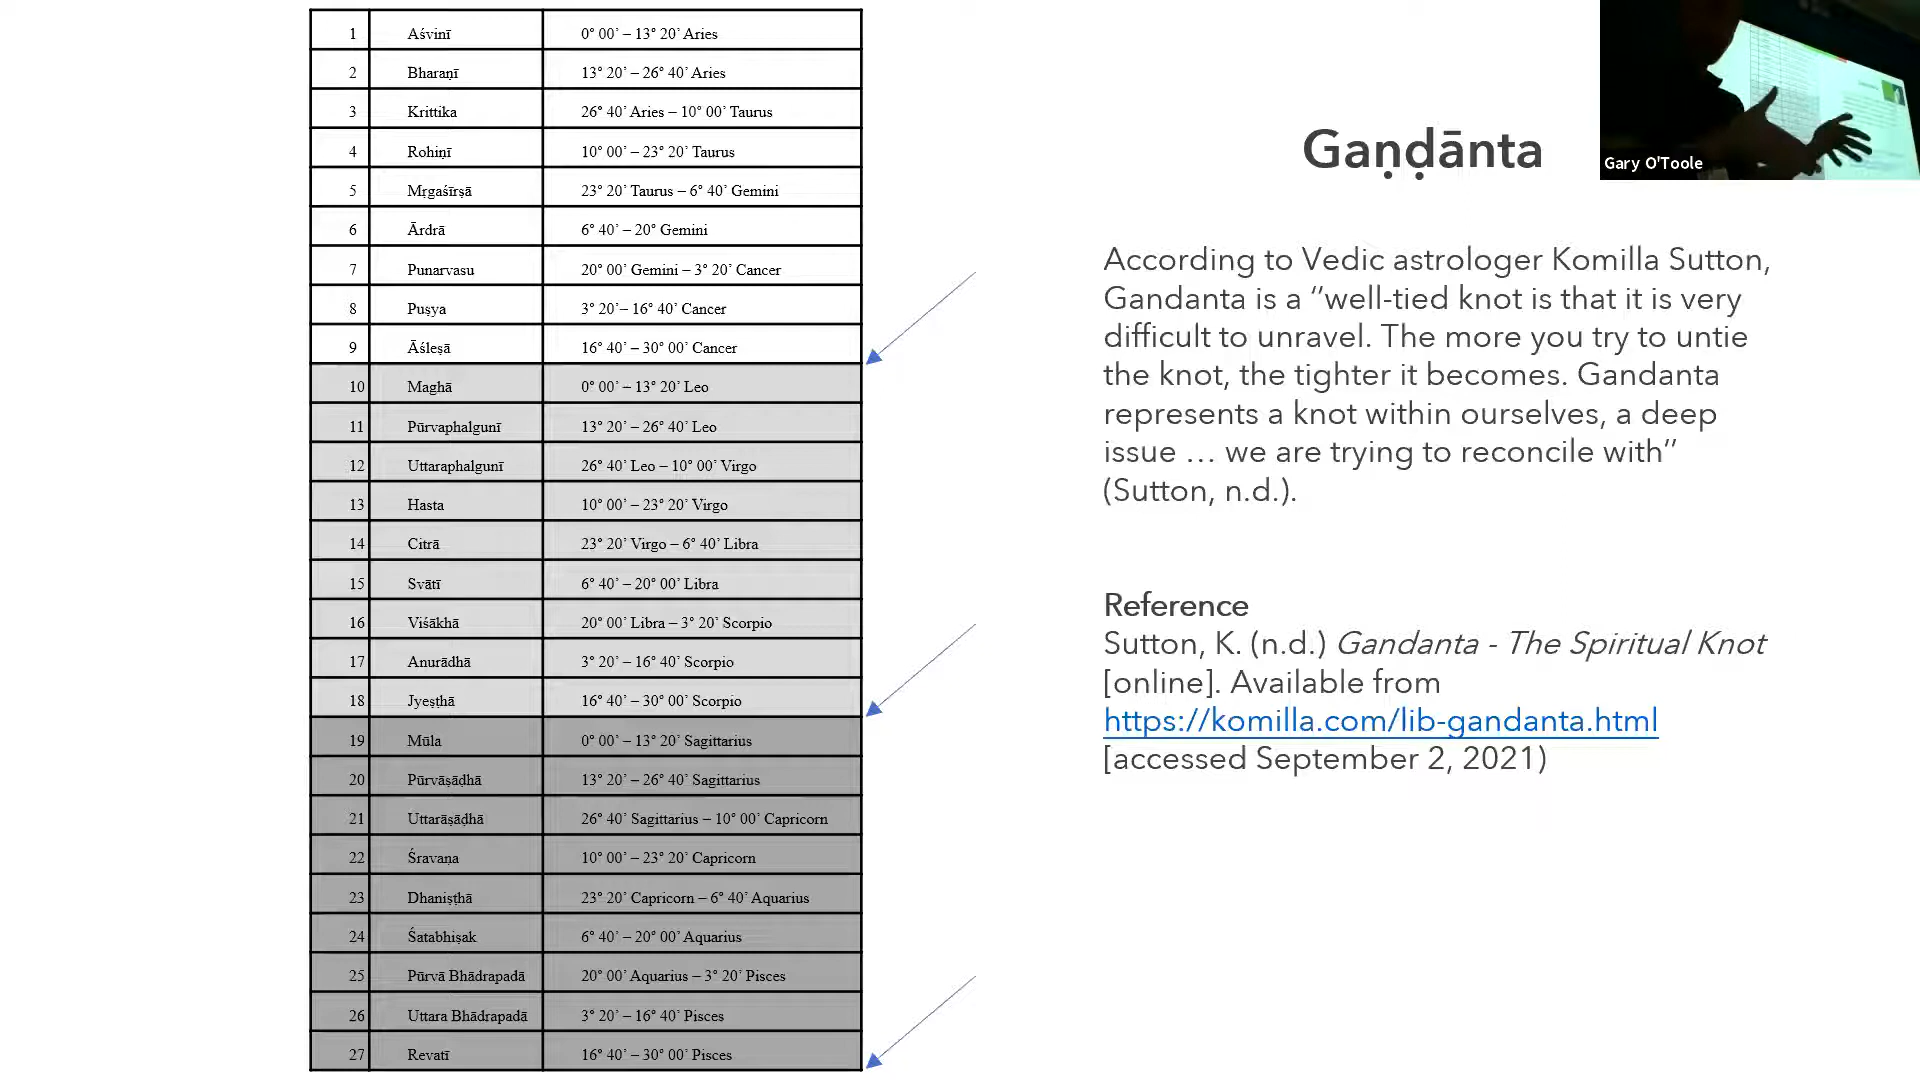 1 Aśvinī 0° 00’ – 13° 20’ Aries
2 Bharaṇī 13° 20’ – 26° 40’ Aries
3 Krittika 26° 40’ Aries – 10° 00’ Taurus
4 Rohiṇī 10° 00’ – 23° 20’ Taurus
5 Mṛgaśīrṣā 23° 20’ Taurus – 6° 40’ Gemini
6 Ārdrā 6° 40’ – 20° Gemini
7 Punarvasu 20° 00’ Gemini – 3° 20’ Cancer
8 Puṣya 3° 20’– 16° 40’ Cancer
9 Āśleṣā 16° 40’ – 30° 00’ Cancer
10 Maghā 0° 00’ – 13° 20’ Leo
11 Pūrvaphalgunī 13° 20’ – 26° 40’ Leo
12 Uttaraphalgunī 26° 40’ Leo – 10° 00’ Virgo
13 Hasta 10° 00’ – 23° 20’ Virgo
14 Citrā 23° 20’ Virgo – 6° 40’ Libra
15 Svātī 6° 40’ – 20° 00’ Libra
16 Viśākhā 20° 00’ Libra – 3° 20’ Scorpio
17 Anurādhā 3° 20’ – 16° 40’ Scorpio
18 Jyeṣṭhā 16° 40’ – 30° 00’ Scorpio
19 Mūla 0° 00’ – 13° 20’ Sagittarius
20 Pūrvāṣāḍhā 13° 20’ – 26° 40’ Sagittarius
21 Uttarāṣāḍhā 26° 40’ Sagittarius – 10° 00’ Capricorn
22 Śravaṇa 10° 00’ – 23° 20’ Capricorn
23 Dhaniṣṭhā 23° 20’ Capricorn – 6° 40’ Aquarius
24 Śatabhiṣak 6° 40’ – 20° 00’ Aquarius
25 Pūrvā Bhādrapadā 20° 00’ Aquarius – 3° 20’ Pisces
26 Uttara Bhādrapadā 3° 20’ – 16° 40’ Pisces
27 Revatī 16° 40’ – 30° 00’ Pisces
Gaṇḍānta
Gary O'Toole
According to Vedic astrologer Komilla Sutton,
Gandanta is a “well-tied knot is that it is very
difficult to unravel. The more you try to untie
the knot, the tighter it becomes. Gandanta
represents a knot within ourselves, a deep
issue … we are trying to reconcile with”
(Sutton, n.d.).
Reference
Sutton, K. (n.d.) Gandanta - The Spiritual Knot
[online]. Available from
https://komilla.com/lib-gandanta.html
[accessed September 2, 2021)